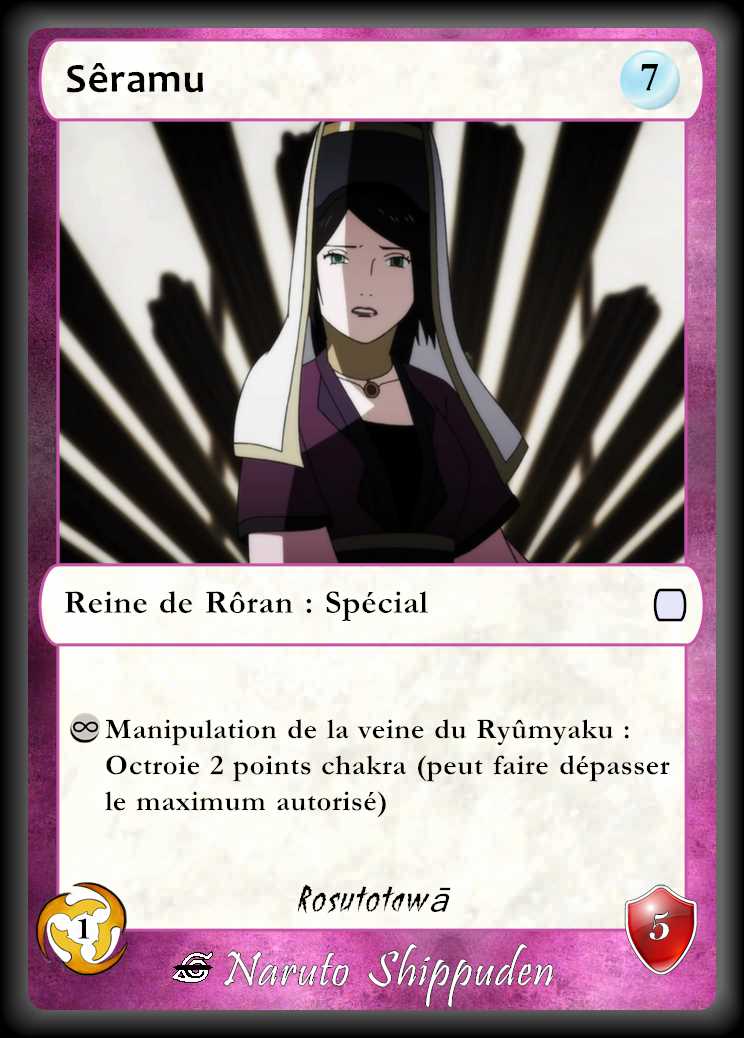 Sêramu
7
Reine de Rôran : Spécial
∞ Manipulation de la veine du Ryûmyaku :
Octroie 2 points chakra (peut faire dépasser
le maximum autorisé)
Rosutotawā
1
5
Naruto Shippuden